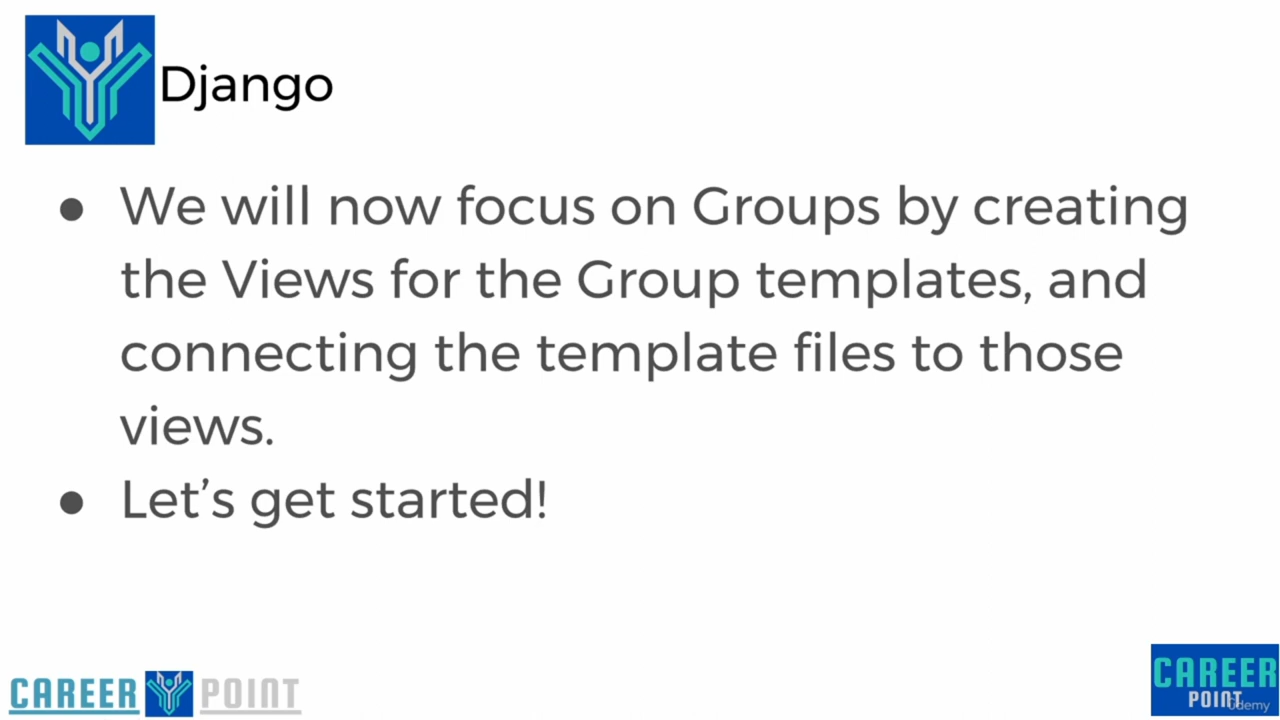 Django
● We will now focus on Groups by creating
the Views for the Group templates, and
connecting the template files to those
views.
● Let’s get started!
CAREER POINT
CAREER
POINT
ûdemy